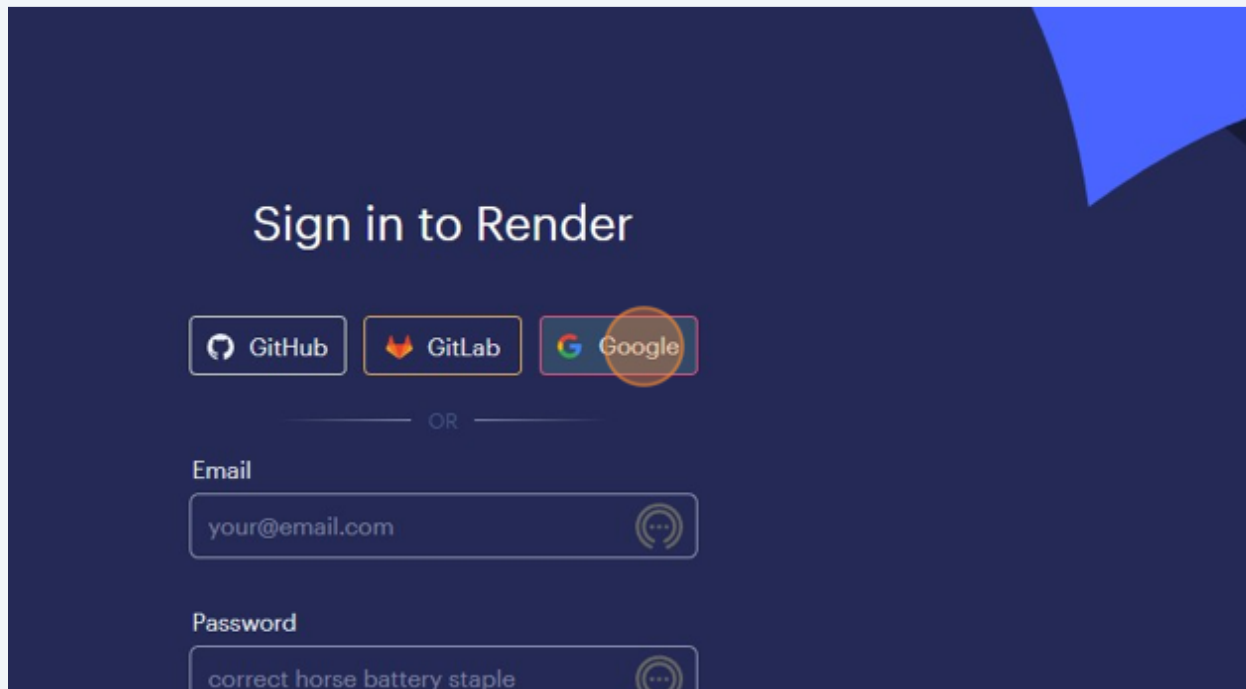 Sign in to Render
GitHub GitLab Google
OR
Email
your@email.com
Password
correct horse battery staple